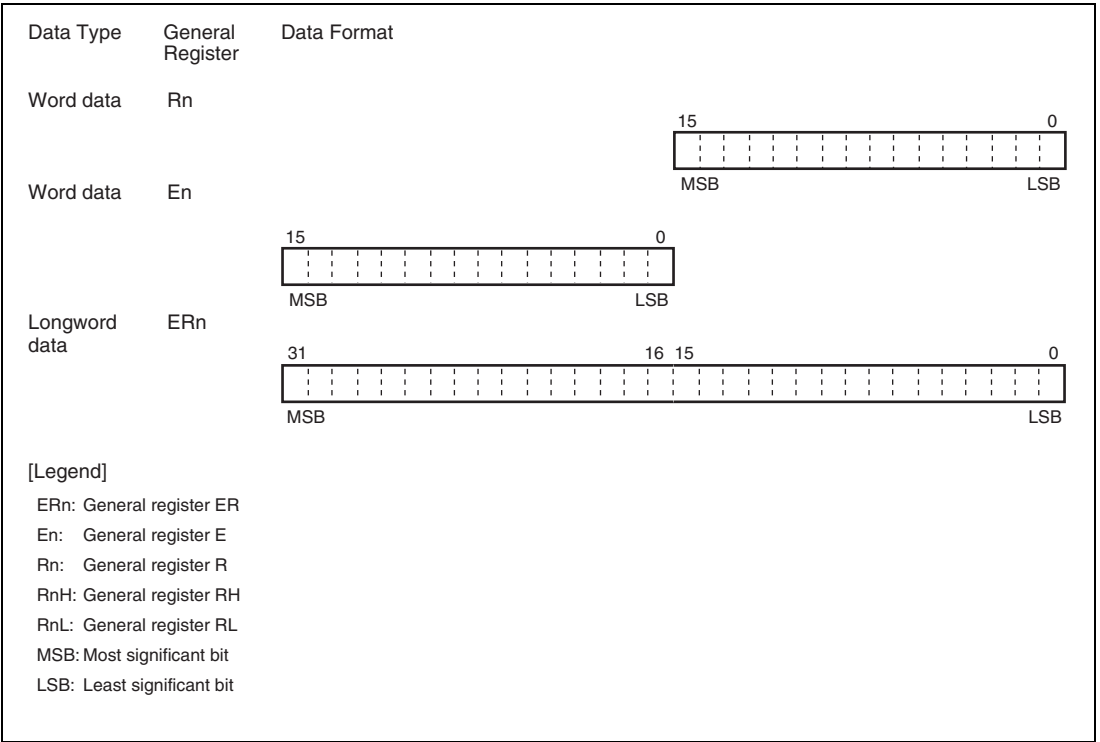 Data Type General Register Data Format
Word data Rn
15 0
MSB LSB
Word data En
15 0
MSB LSB
Longword data ERn
31 16 15 0
MSB LSB
[Legend]
ERn: General register ER
En: General register E
Rn: General register R
RnH: General register RH
RnL: General register RL
MSB: Most significant bit
LSB: Least significant bit